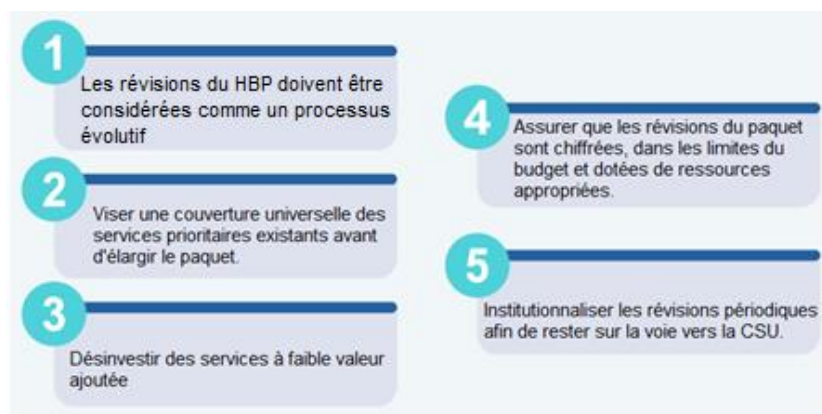 1
Les révisions du HBP doivent être
considérées comme un processus
évolutif
2
Viser une couverture universelle des
services prioritaires existants avant
d'élargir le paquet.
3
Désinvestir des services à faible valeur
ajoutée
4
Assurer que les révisions du paquet
sont chiffrées, dans les limites du
budget et dotées de ressources
appropriées.
5
Institutionnaliser les révisions périodiques
afin de rester sur la voie vers la CSU.